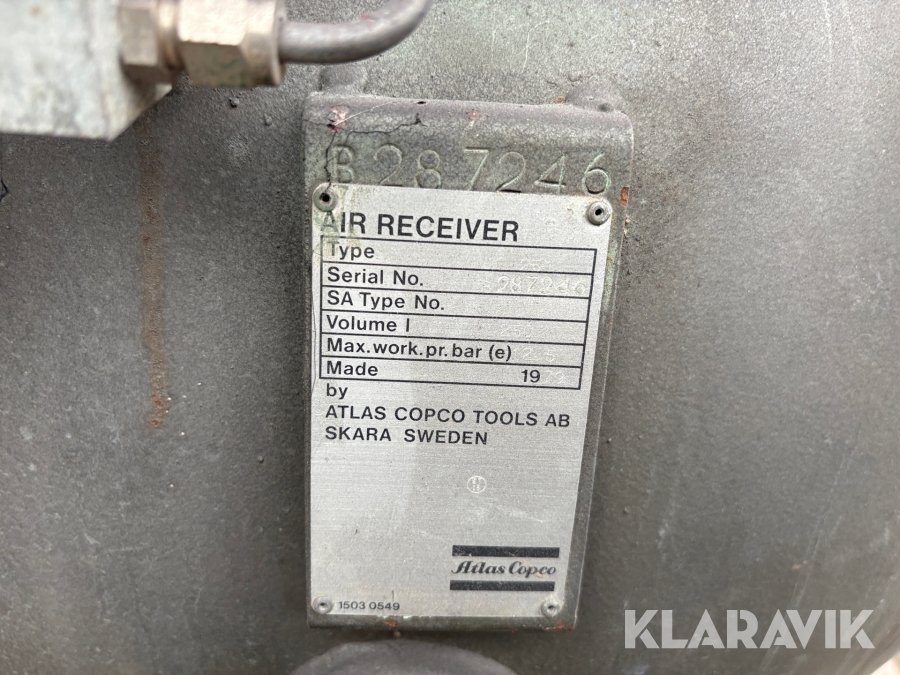 B287246
AIR RECEIVER
Type
Serial No.
SA Type No.
Volume l
Max.work.pr.bar (e)
Made 19
by
ATLAS COPCO TOOLS AB
SKARA SWEDEN
Atlas Copco
1503 0549
KLARAVIK